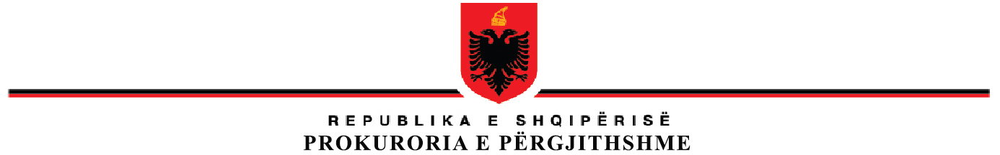 REPUBLIKA E SHQIPËRISË
PROKURORIA E PËRGJITHSHME